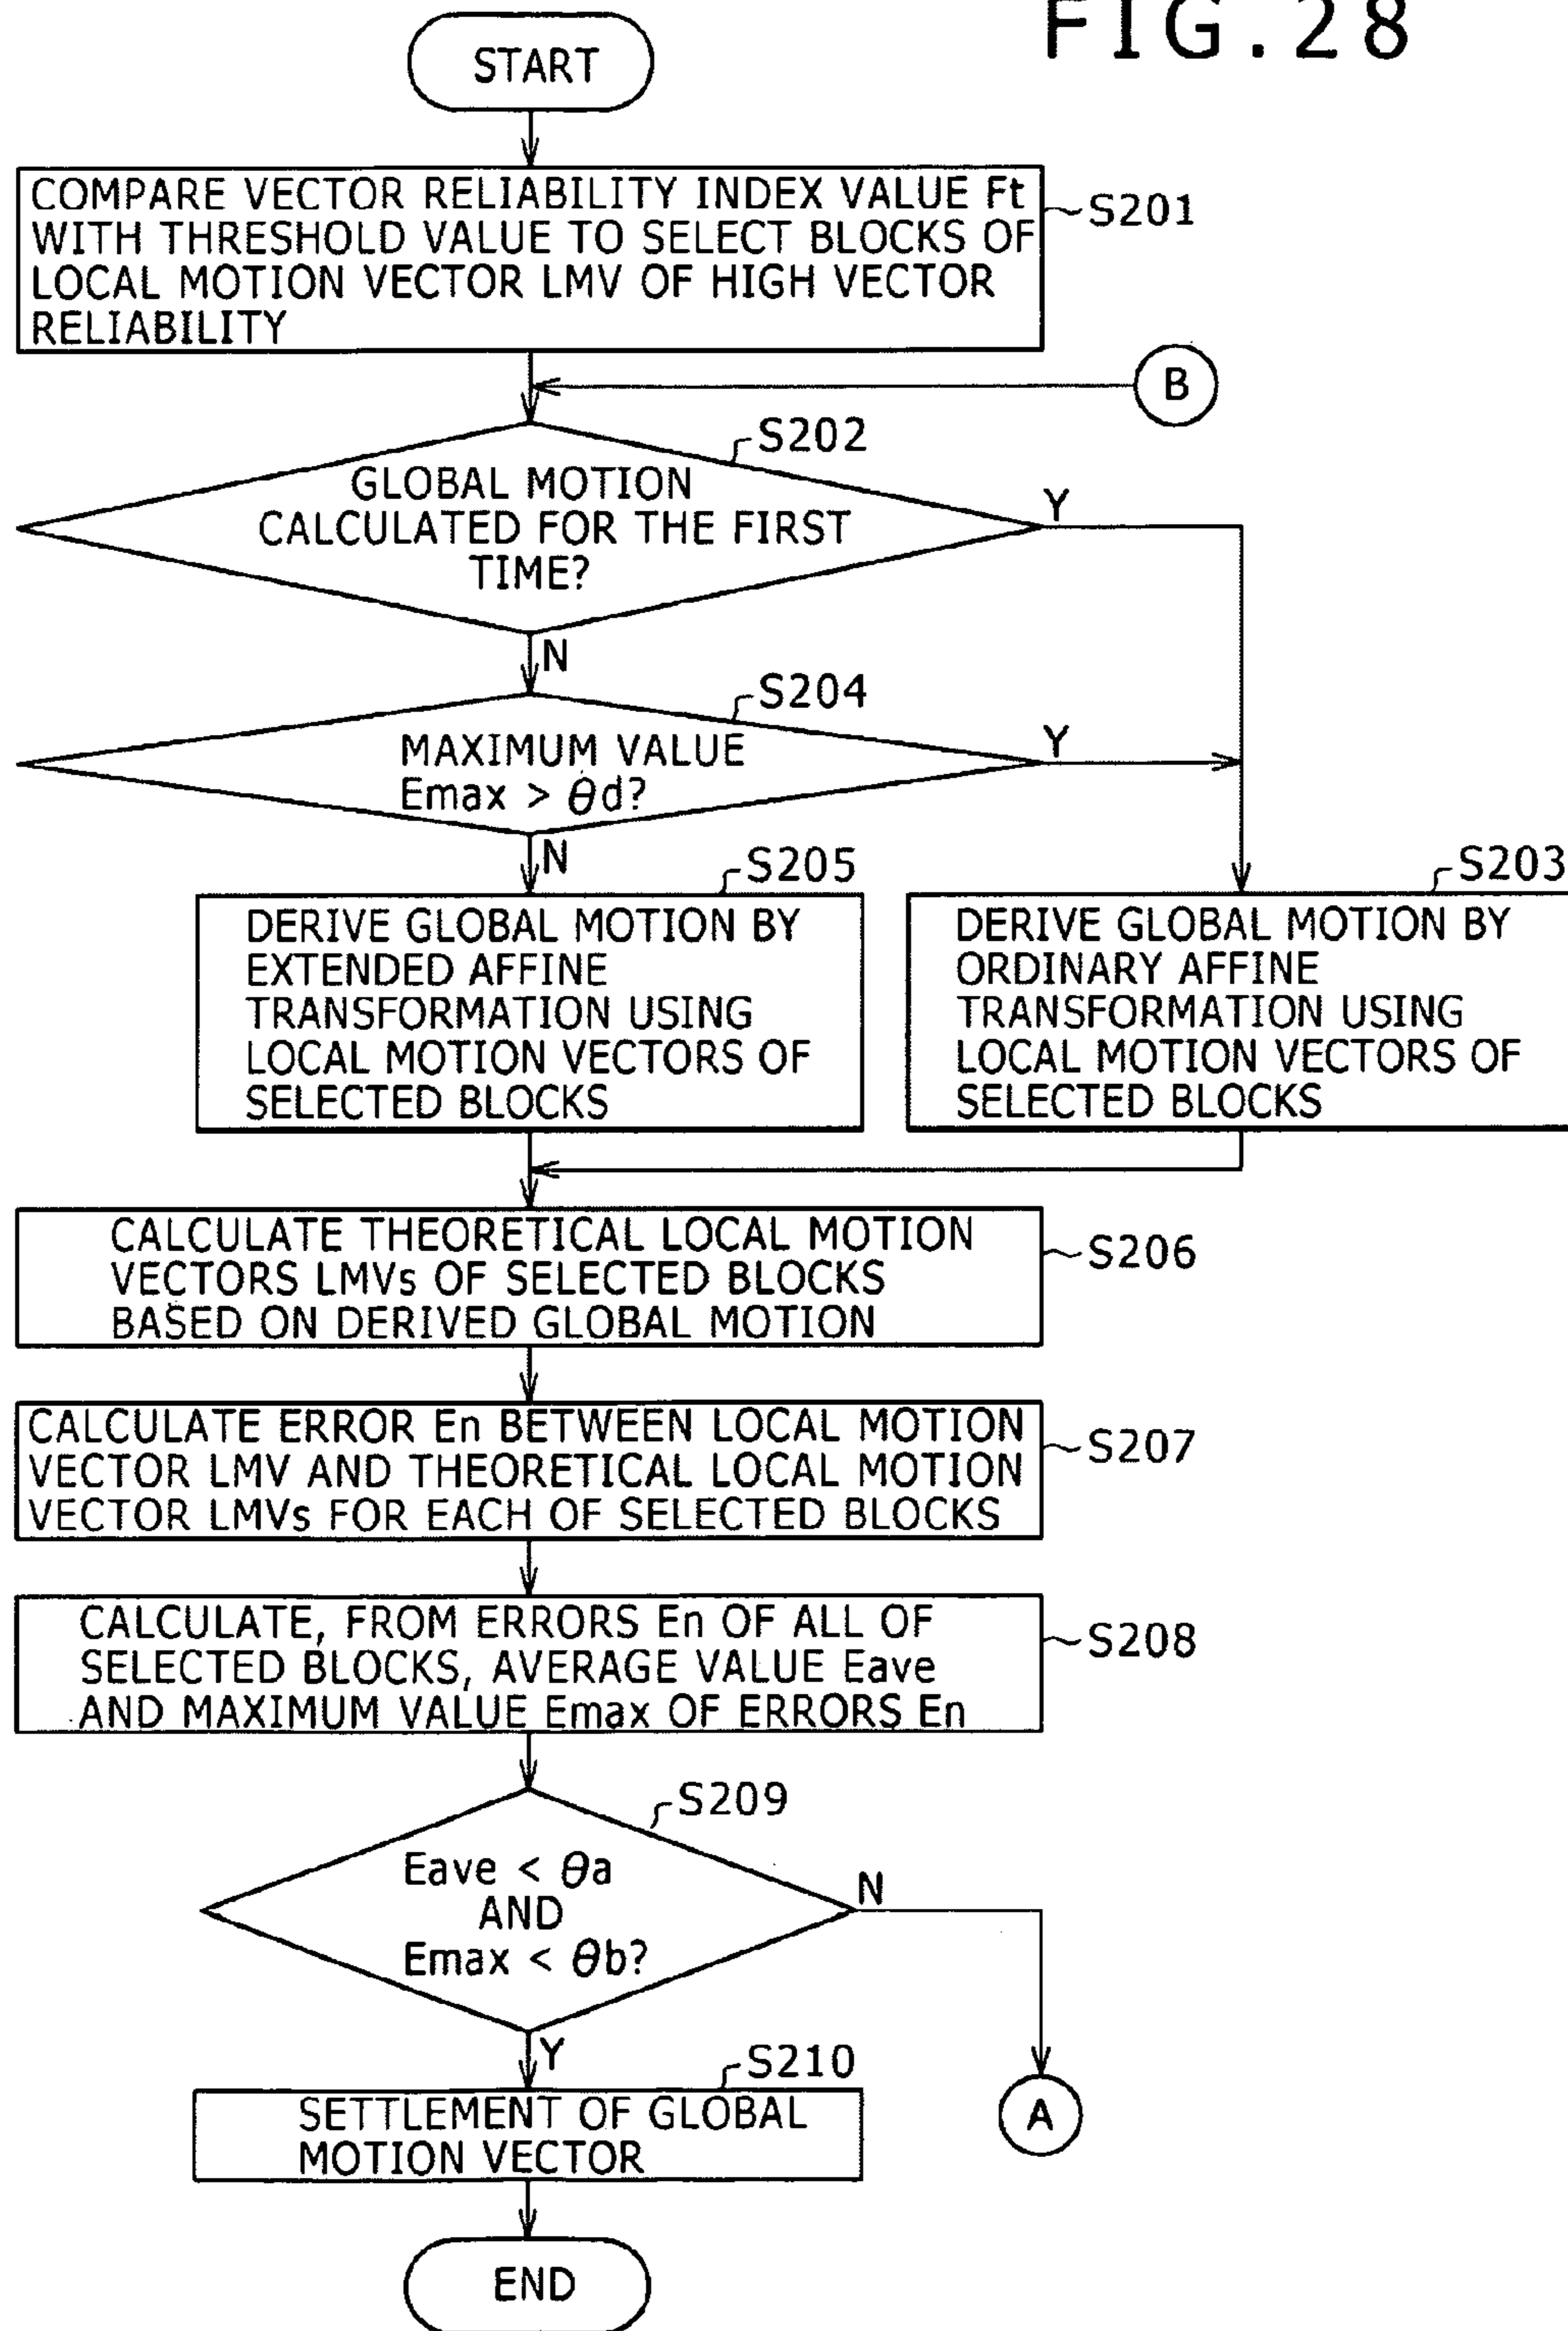 FIG.28
START
COMPARE VECTOR RELIABILITY INDEX VALUE Ft
WITH THRESHOLD VALUE TO SELECT BLOCKS OF
LOCAL MOTION VECTOR LMV OF HIGH VECTOR
RELIABILITY
S201
B
S202
GLOBAL MOTION
CALCULATED FOR THE FIRST
TIME?
Y
N
S204
MAXIMUM VALUE
Emax > θd?
Y
N
S205
DERIVE GLOBAL MOTION BY
EXTENDED AFFINE
TRANSFORMATION USING
LOCAL MOTION VECTORS OF
SELECTED BLOCKS
S203
DERIVE GLOBAL MOTION BY
ORDINARY AFFINE
TRANSFORMATION USING
LOCAL MOTION VECTORS OF
SELECTED BLOCKS
CALCULATE THEORETICAL LOCAL MOTION
VECTORS LMVs OF SELECTED BLOCKS
BASED ON DERIVED GLOBAL MOTION
S206
CALCULATE ERROR En BETWEEN LOCAL MOTION
VECTOR LMV AND THEORETICAL LOCAL MOTION
VECTOR LMVs FOR EACH OF SELECTED BLOCKS
S207
CALCULATE, FROM ERRORS En OF ALL OF
SELECTED BLOCKS, AVERAGE VALUE Eave
AND MAXIMUM VALUE Emax OF ERRORS En
S208
S209
Eave < θa
AND
Emax < θb?
N
Y
S210
SETTLEMENT OF GLOBAL
MOTION VECTOR
A
END